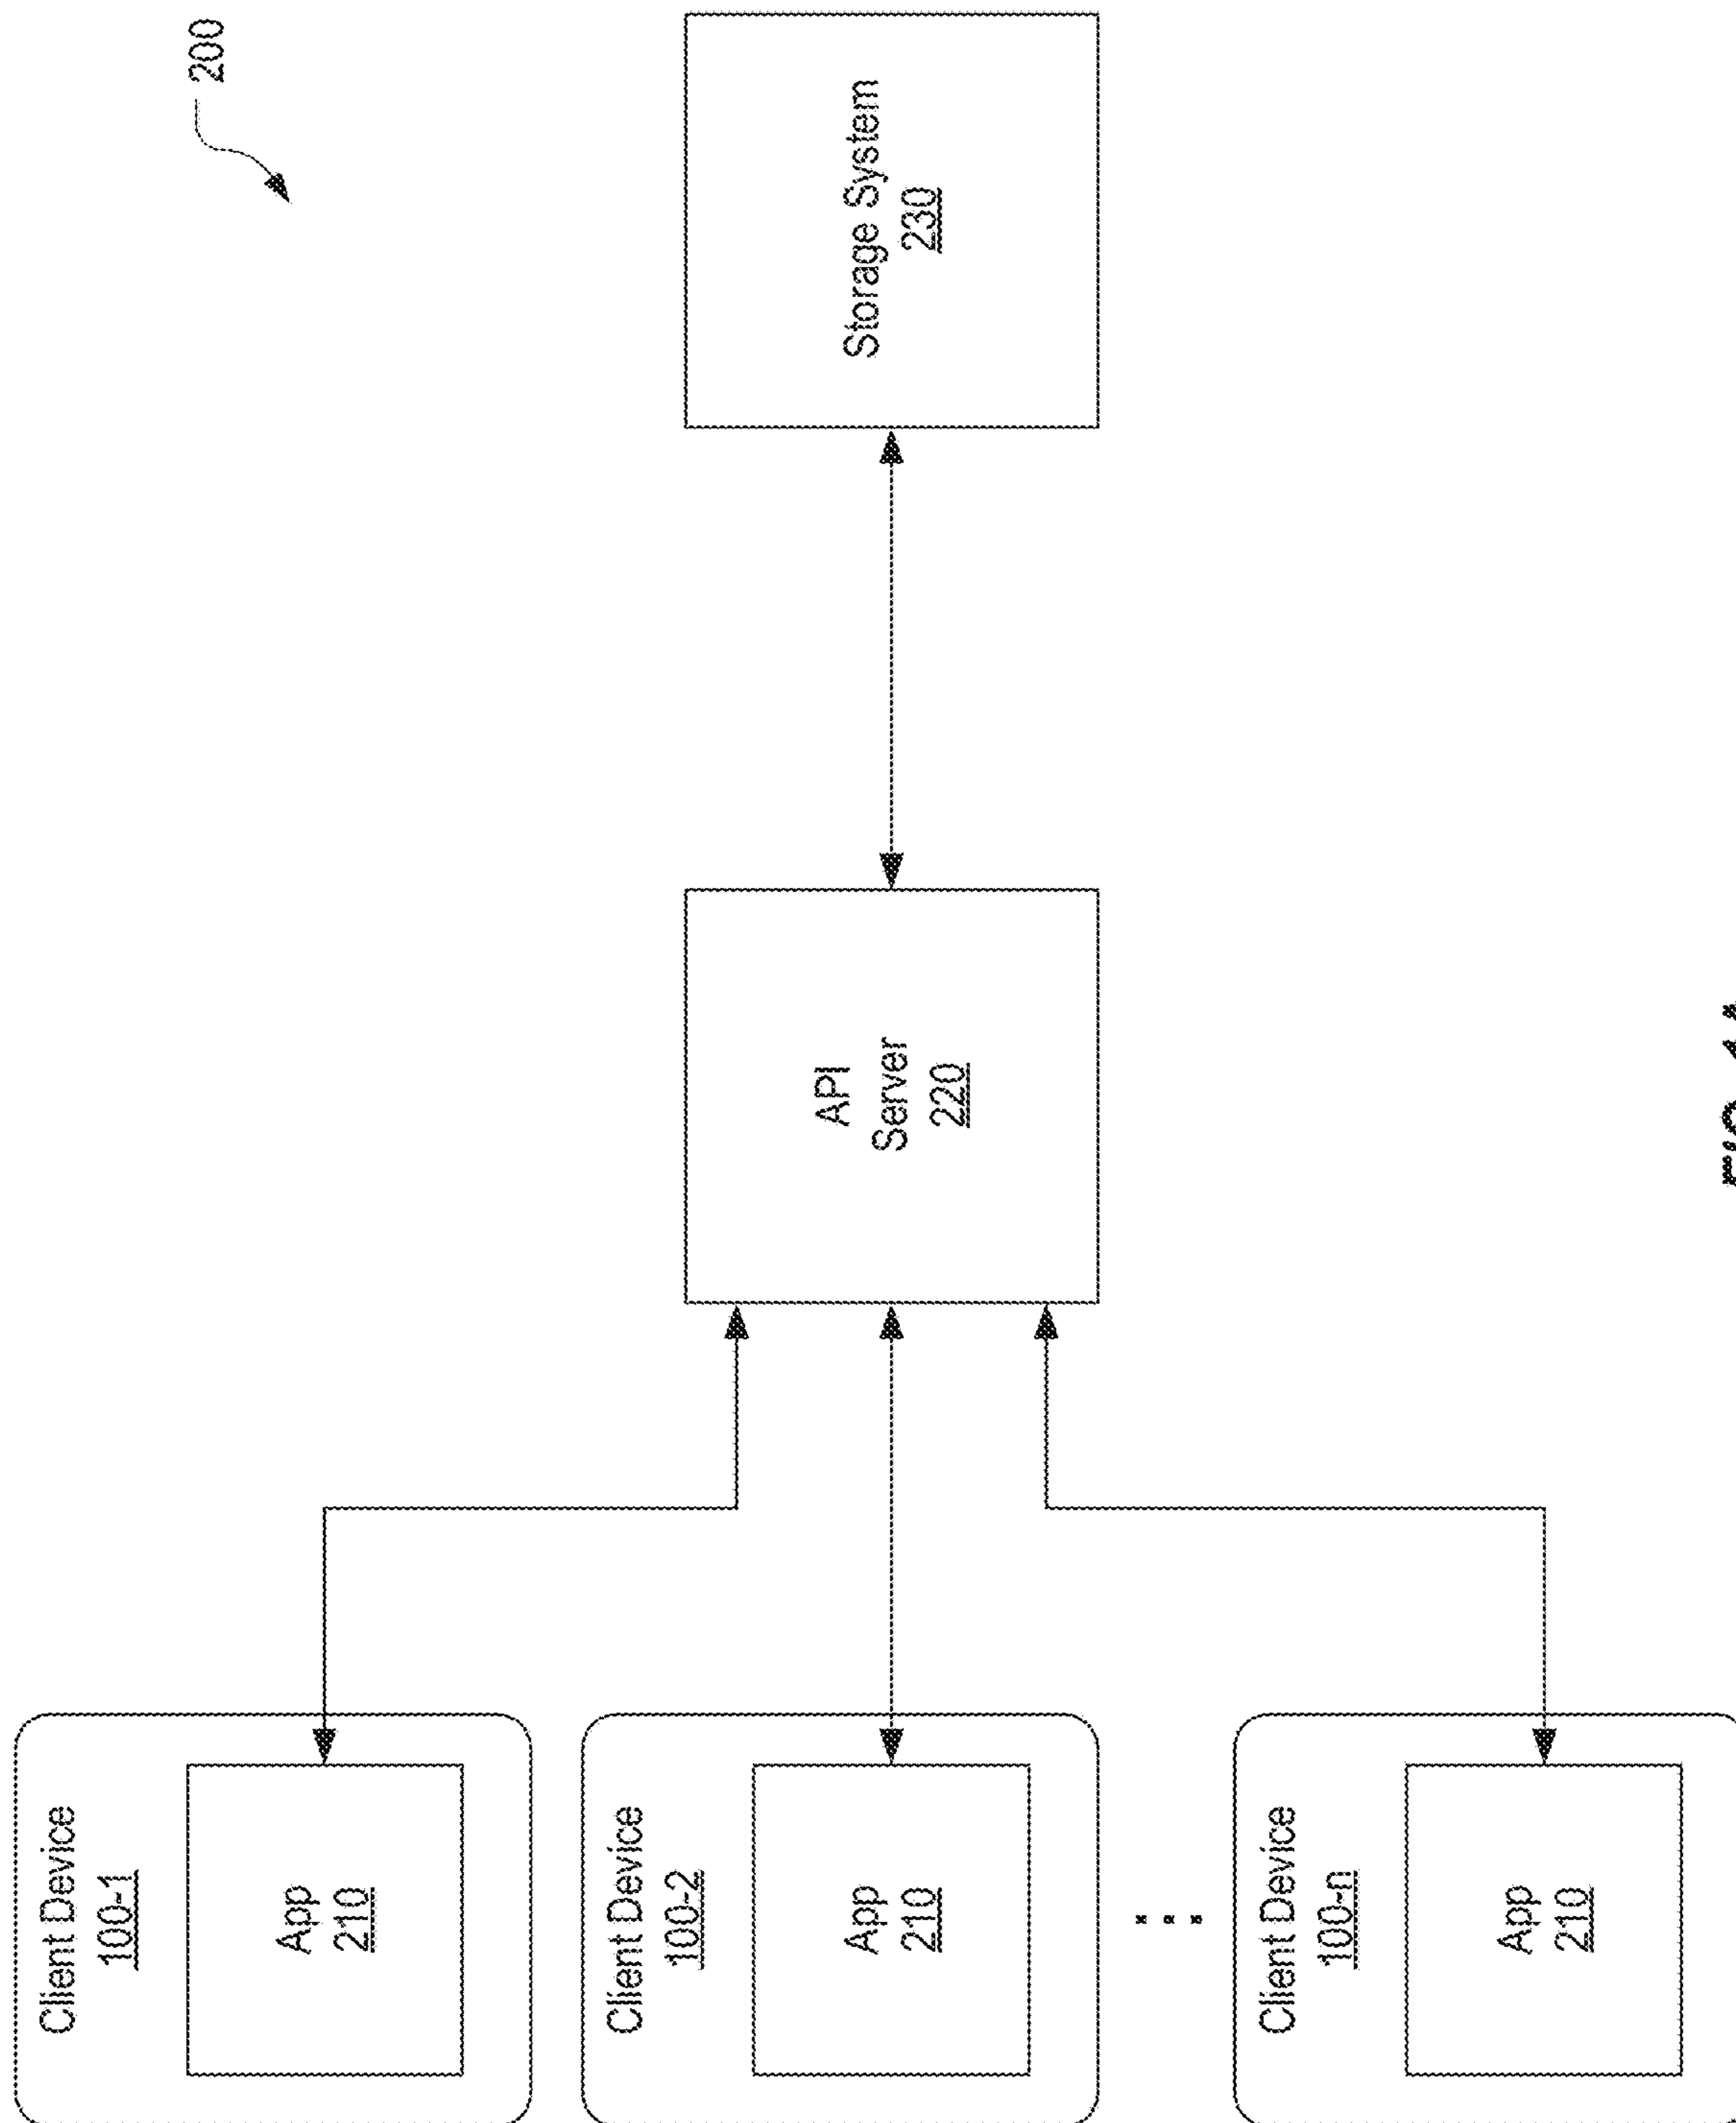 200
Client Device
100-1
App
210
Client Device
100-2
App
210
Client Device
100-n
App
210
API
Server
220
Storage System
230
FIG.